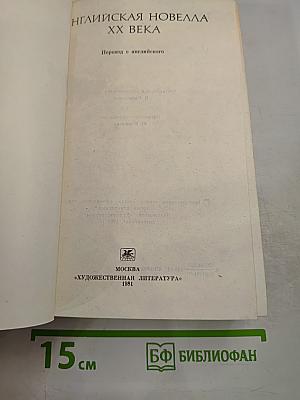 НГЛИЙСКАЯ НОВЕЛЛА
XX ВЕКА
Перевод с английского
МОСКВА
«ХУДОЖЕСТВЕННАЯ ЛИТЕРАТУРА»
1981
15 см
БФ БИБЛИОФАН